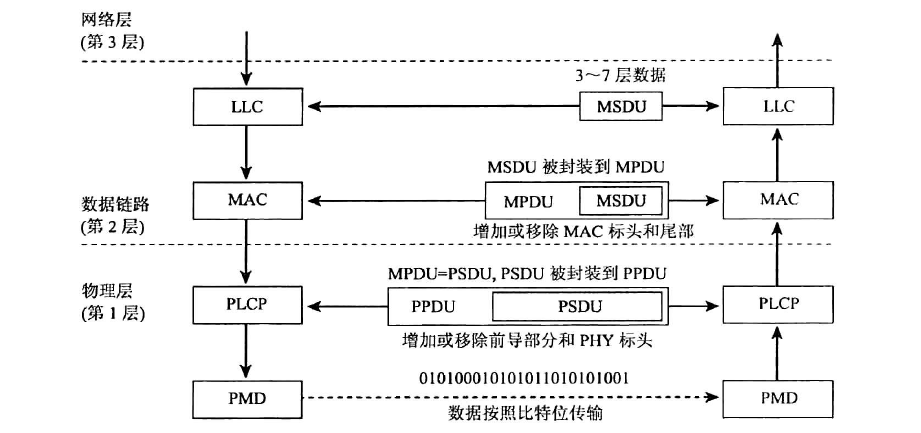 网络层
(第 3 层)
3～7 层数据
LLC
MSDU
LLC
MSDU 被封装到 MPDU
数据链路
(第 2 层)
MAC
MPDU
MSDU
MAC
增加或移除 MAC 标头和尾部
MPDU=PSDU, PSDU 被封装到 PPDU
物理层
(第 1 层)
PLCP
PPDU
PSDU
PLCP
增加或移除前导部分和 PHY 标头
0101000101010110101010​01
PMD
PMD
数据按照比特位传输